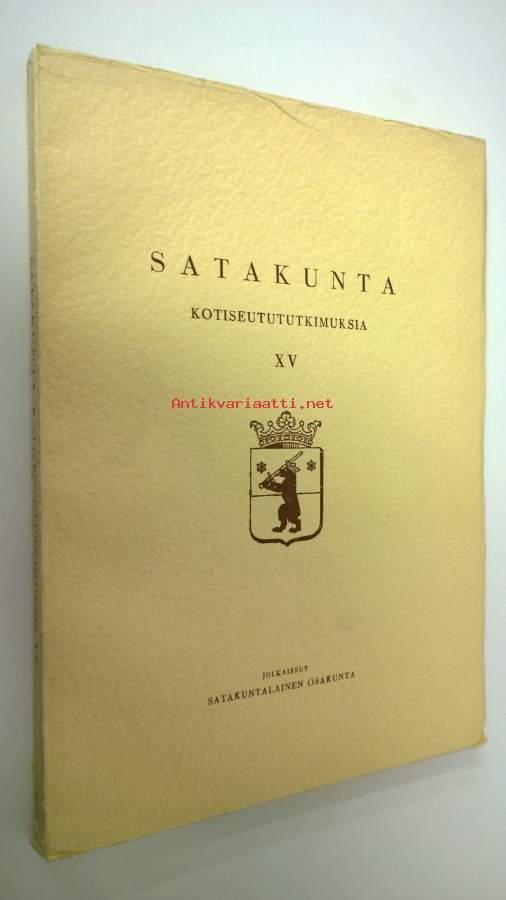 SATAKUNTA
KOTISEUTUTUTKIMUKSIA
XV
Antikvariaatti.net
JULKAISSUT
SATAKUNTALAINEN OSAKUNTA